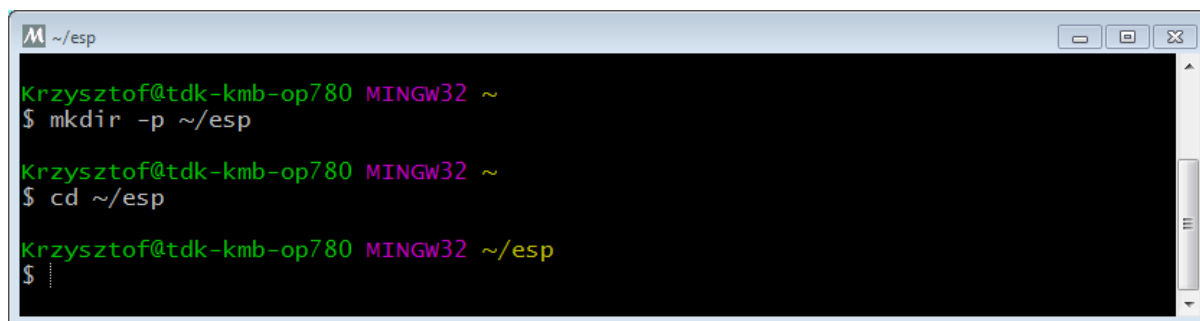 M ~/esp
Krzysztof@tdk-kmb-op780 MINGW32 ~
$ mkdir -p ~/esp
Krzysztof@tdk-kmb-op780 MINGW32 ~
$ cd ~/esp
Krzysztof@tdk-kmb-op780 MINGW32 ~/esp
$